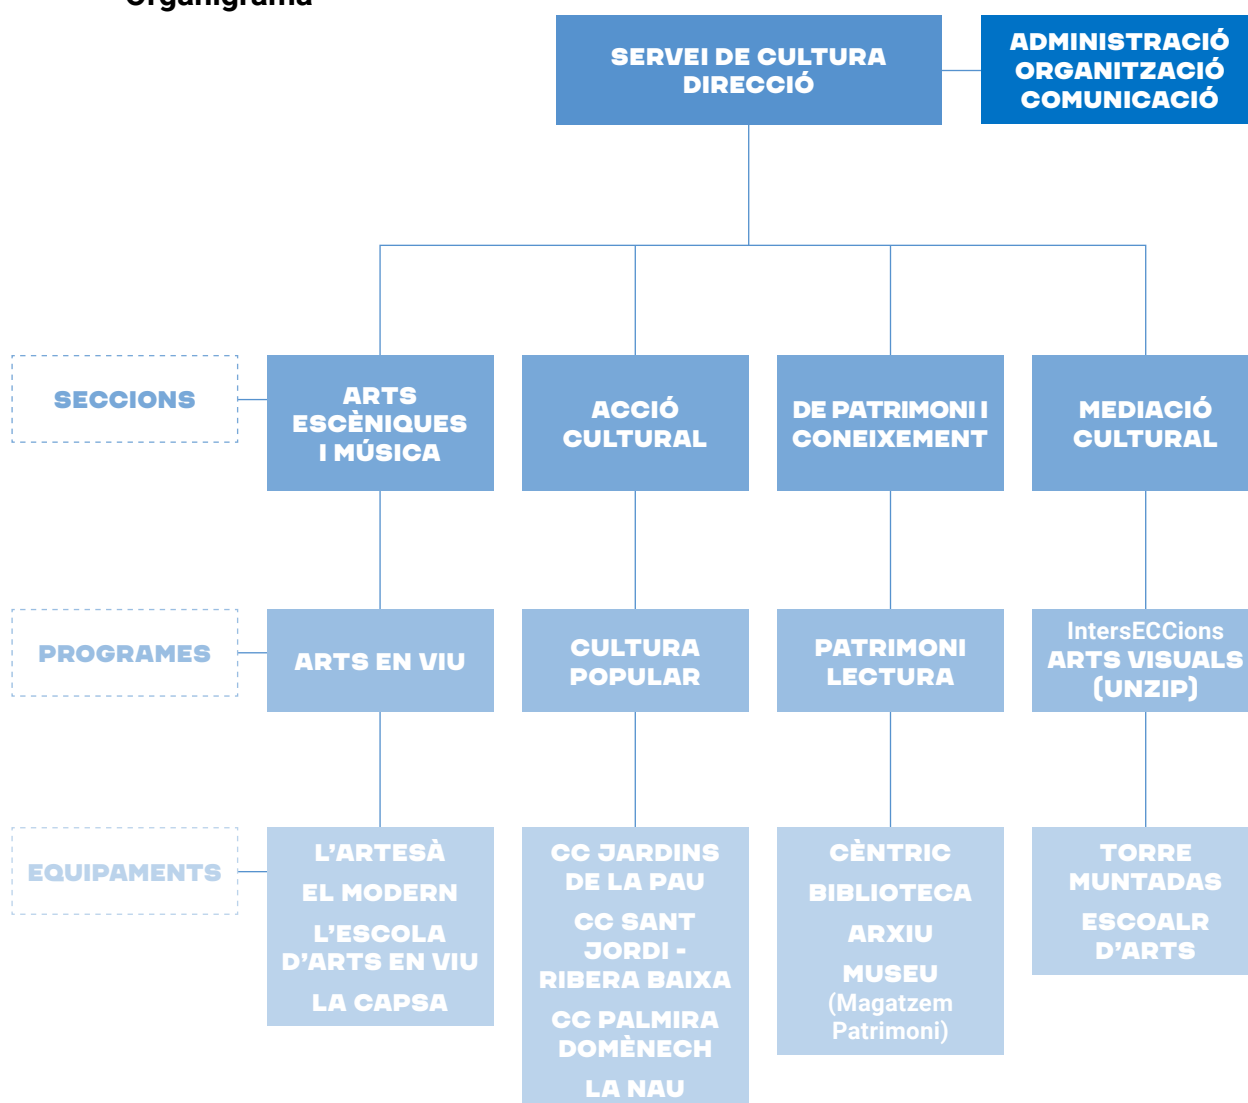 Organigrama
SERVEI DE CULTURA
DIRECCIÓ
ADMINISTRACIÓ
ORGANITZACIÓ
COMUNICACIÓ
SECCIONS
ARTS
ESCÈNIQUES
I MÚSICA
ACCIÓ
CULTURAL
DE PATRIMONI I
CONEIXEMENT
MEDIACIÓ
CULTURAL
PROGRAMES
ARTS EN VIU
CULTURA
POPULAR
PATRIMONI
LECTURA
IntersECCions
ARTS VISUALS
(UNZIP)
EQUIPAMENTS
L'ARTESÀ
EL MODERN
L'ESCOLA
D'ARTS EN VIU
LA CAPSA
CC JARDINS
DE LA PAU
CC SANT
JORDI -
RIBERA BAIXA
CC PALMIRA
DOMÈNECH
LA NAU
CÈNTRIC
BIBLIOTECA
ARXIU
MUSEU
(Magatzem
Patrimoni)
TORRE
MUNTADAS
ESCOALR
D'ARTS